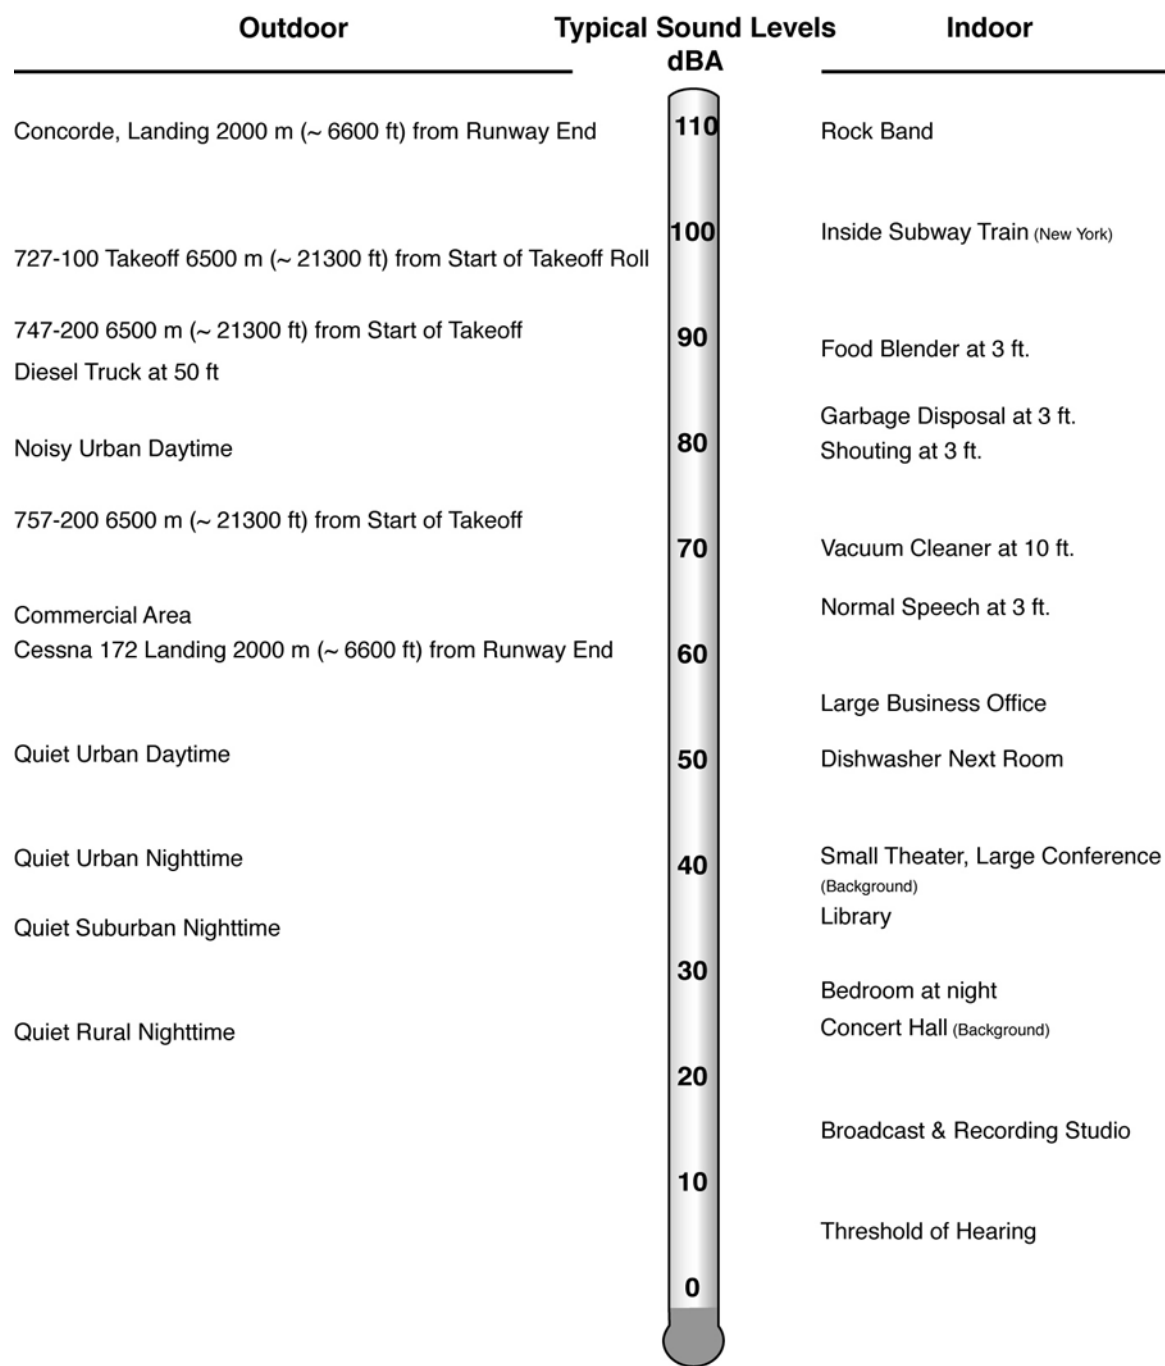 Outdoor
Typical Sound Levels
dBA
Indoor
Concorde, Landing 2000 m (~ 6600 ft) from Runway End
110
Rock Band
100
Inside Subway Train (New York)
727-100 Takeoff 6500 m (~ 21300 ft) from Start of Takeoff Roll
747-200 6500 m (~ 21300 ft) from Start of Takeoff
90
Food Blender at 3 ft.
Diesel Truck at 50 ft
Garbage Disposal at 3 ft.
Noisy Urban Daytime
80
Shouting at 3 ft.
757-200 6500 m (~ 21300 ft) from Start of Takeoff
70
Vacuum Cleaner at 10 ft.
Commercial Area
Normal Speech at 3 ft.
Cessna 172 Landing 2000 m (~ 6600 ft) from Runway End
60
Large Business Office
Quiet Urban Daytime
50
Dishwasher Next Room
Quiet Urban Nighttime
40
Small Theater, Large Conference
(Background)
Library
Quiet Suburban Nighttime
30
Bedroom at night
Quiet Rural Nighttime
Concert Hall (Background)
20
Broadcast & Recording Studio
10
Threshold of Hearing
0